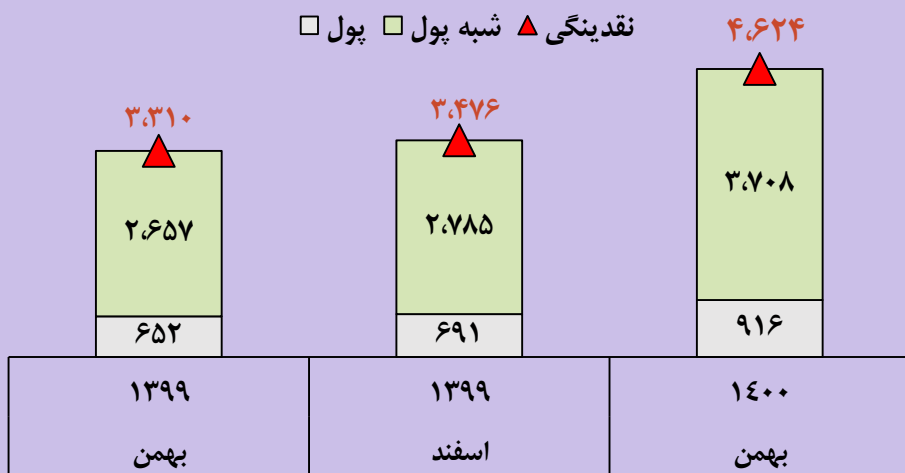 نقدینگی شبه پول پول
۳،۳۱۰ ۳،۴۷۶ ۴،۶۲۴
۲،۶۵۷ ۲،۷۸۵ ۳،۷۰۸
۶۵۲ ۶۹۱ ۹۱۶
۱۳۹۹ ۱۳۹۹ ۱٤۰۰
بهمن اسفند بهمن